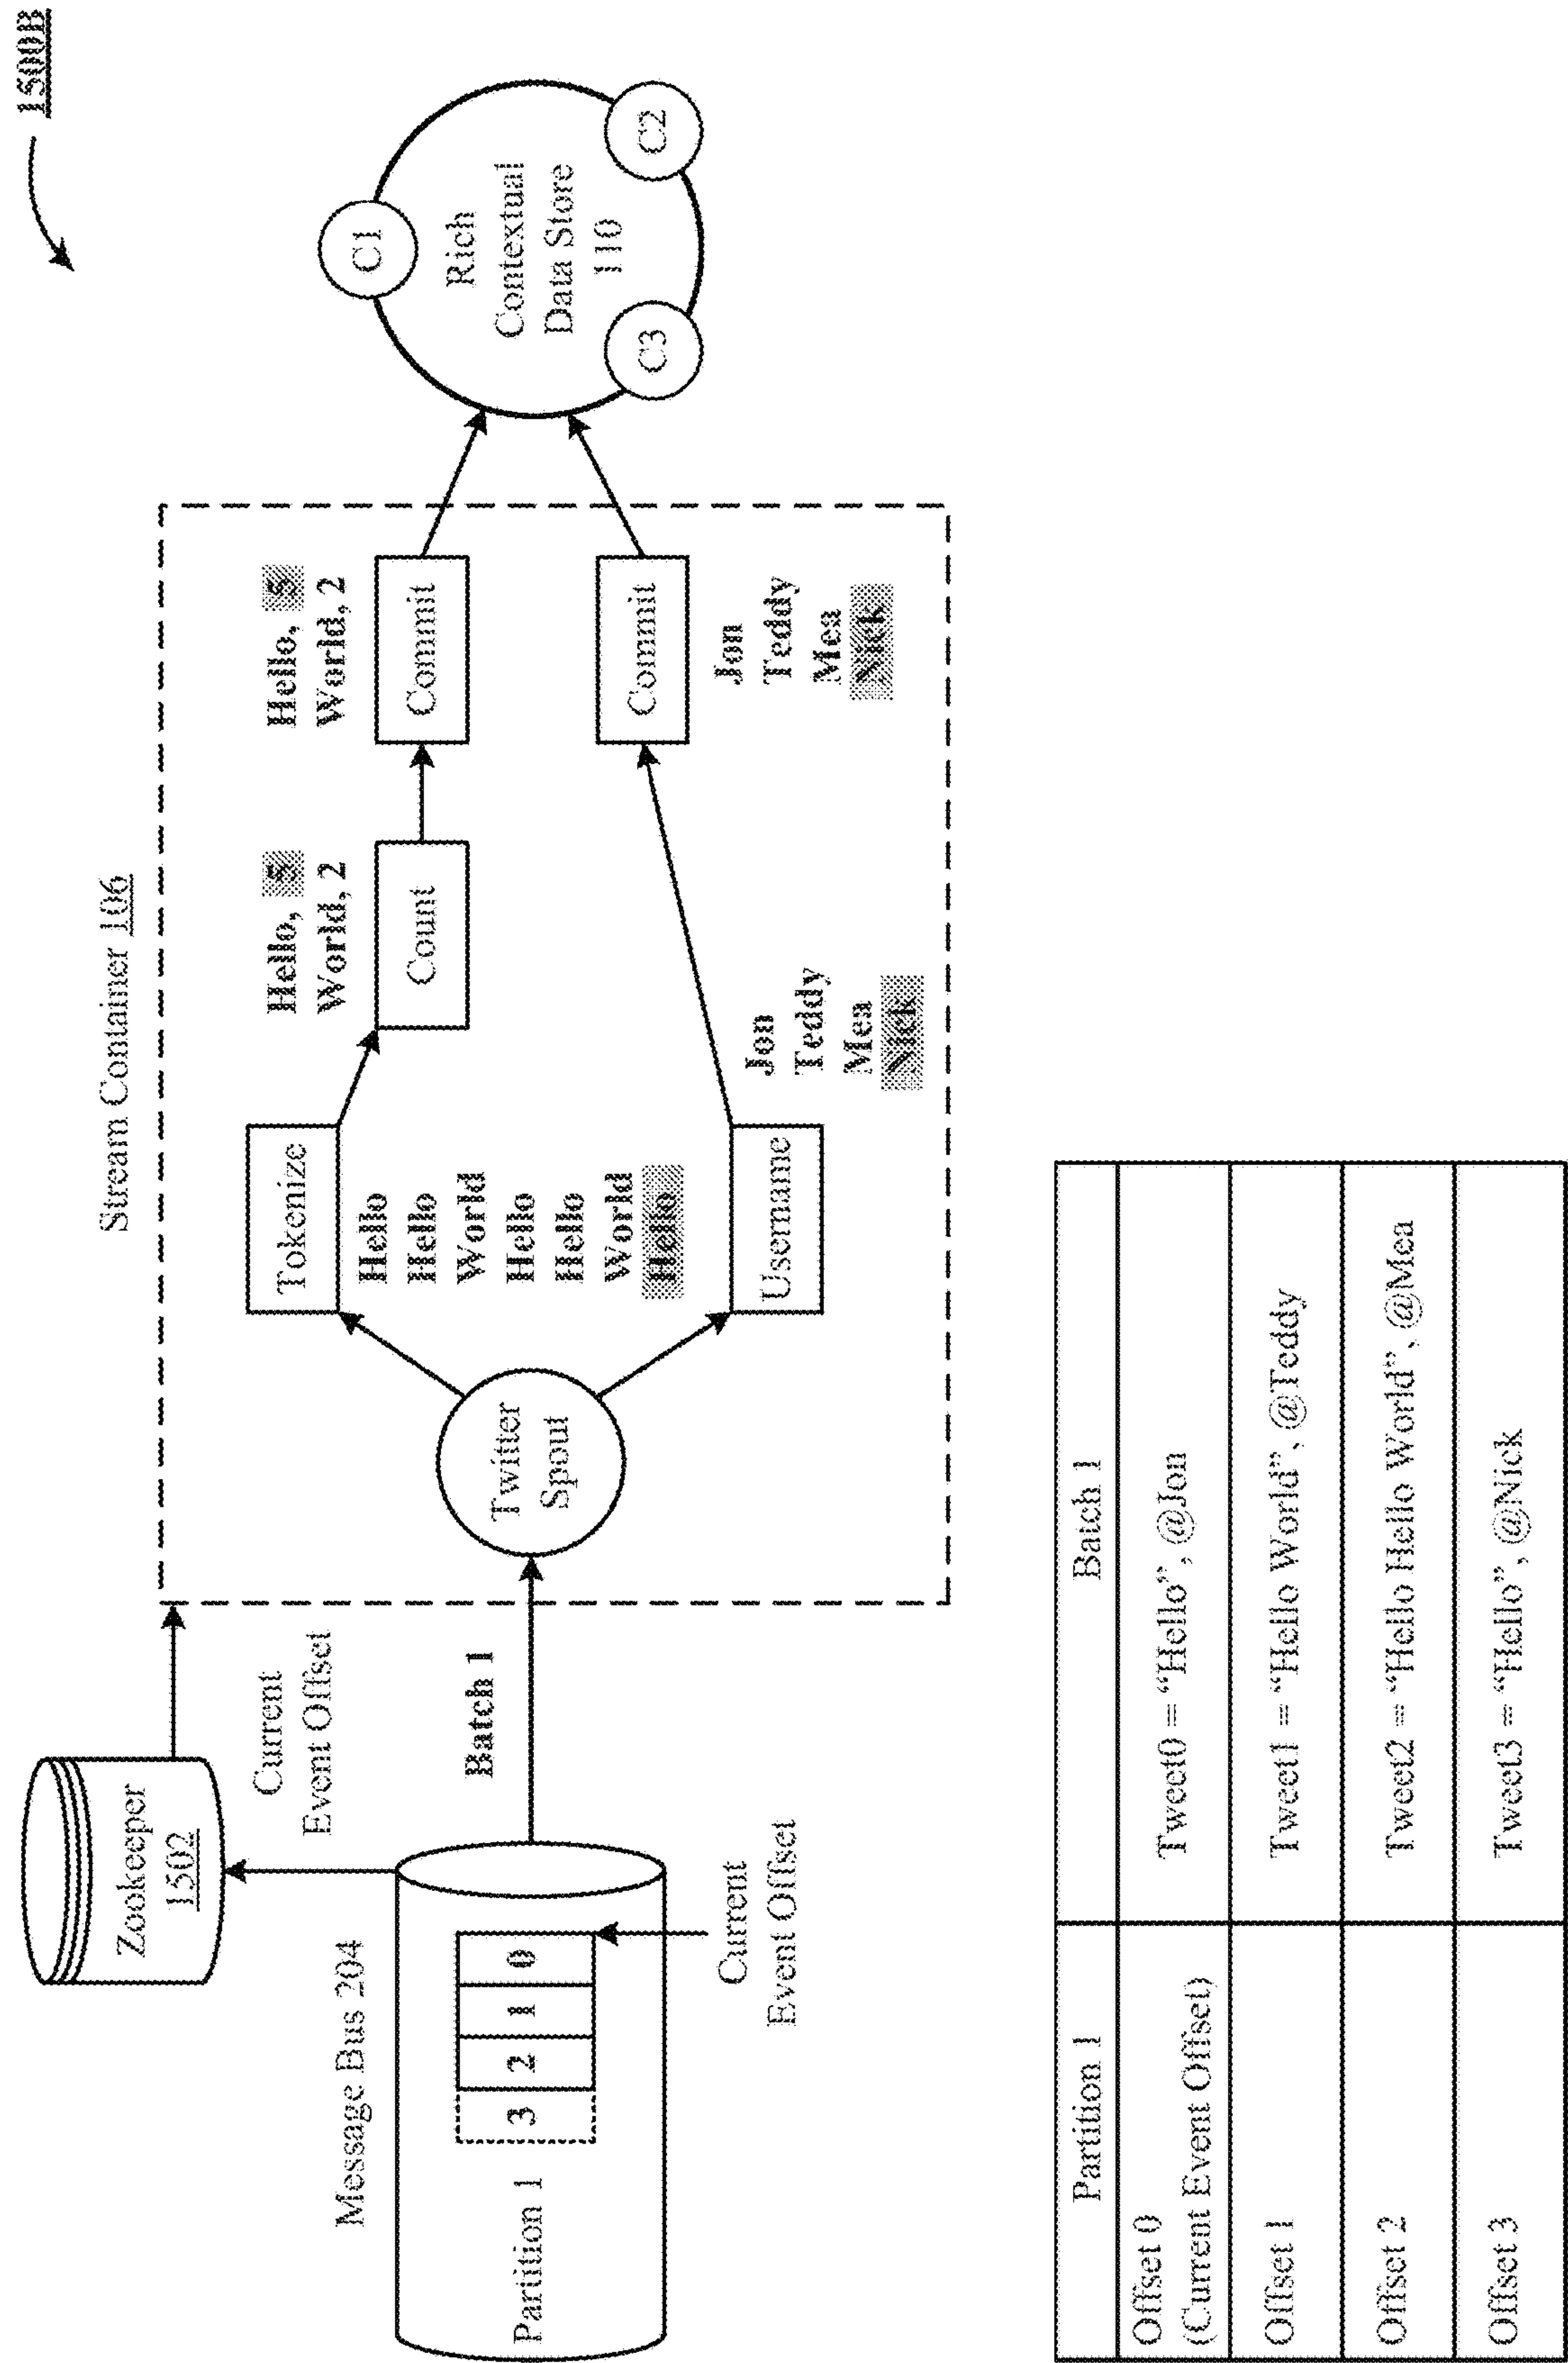 1500B
Stream Container 106
Zookeeper
1502
Current
Event Offset
Message Bus 204
Partition 1
3 2 1 0
Current
Event Offset
Batch 1
Twitter
Spout
Tokenize
Hello
Hello
World
Hello
Hello
World
Hello
Hello, 5
World, 2
Count
Hello, 5
World, 2
Commit
Username
Jon
Teddy
Mea
Nick
Commit
Jon
Teddy
Mea
Nick
C1
Rich
Contextual
Data Store
110
C2
C3
Partition 1 Batch 1
Offset 0
(Current Event Offset) Tweet0 = “Hello”, @Jon
Offset 1 Tweet1 = “Hello World”, @Teddy
Offset 2 Tweet2 = “Hello Hello World”, @Mea
Offset 3 Tweet3 = “Hello”, @Nick